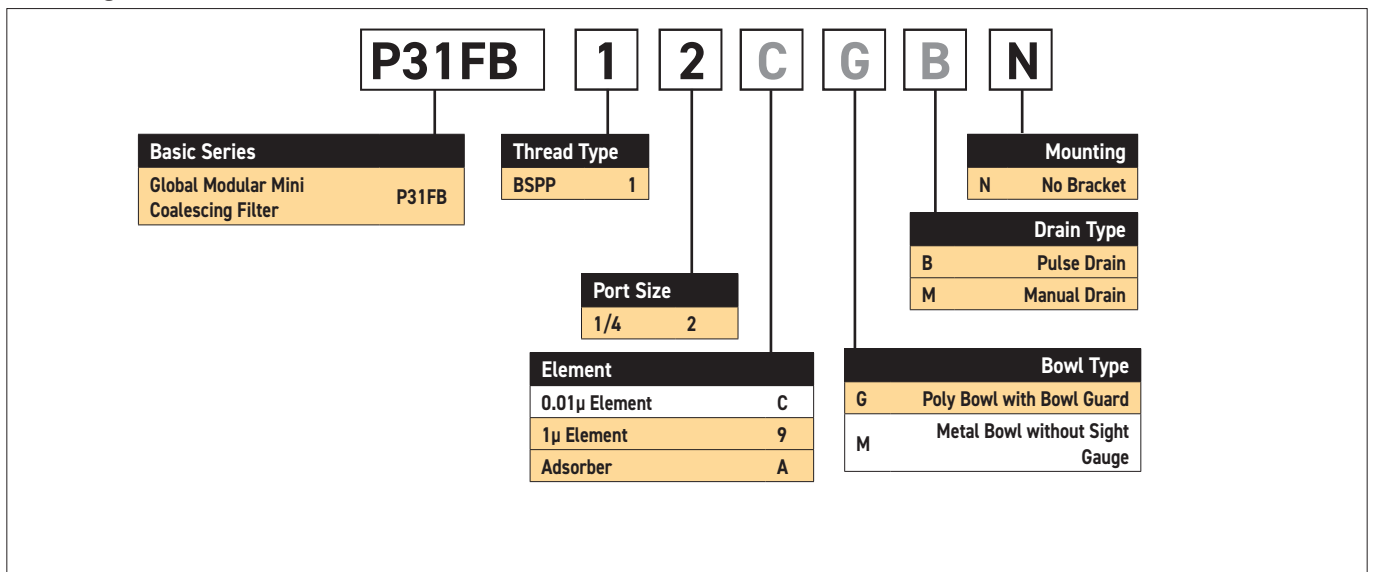 P31FB 1 2 C G B N
Basic Series
Global Modular Mini
Coalescing Filter P31FB
Thread Type
BSPP 1
Mounting
N No Bracket
Drain Type
B Pulse Drain
M Manual Drain
Port Size
1/4 2
Element
0.01µ Element C
1µ Element 9
Adsorber A
Bowl Type
G Poly Bowl with Bowl Guard
M Metal Bowl without Sight
Gauge